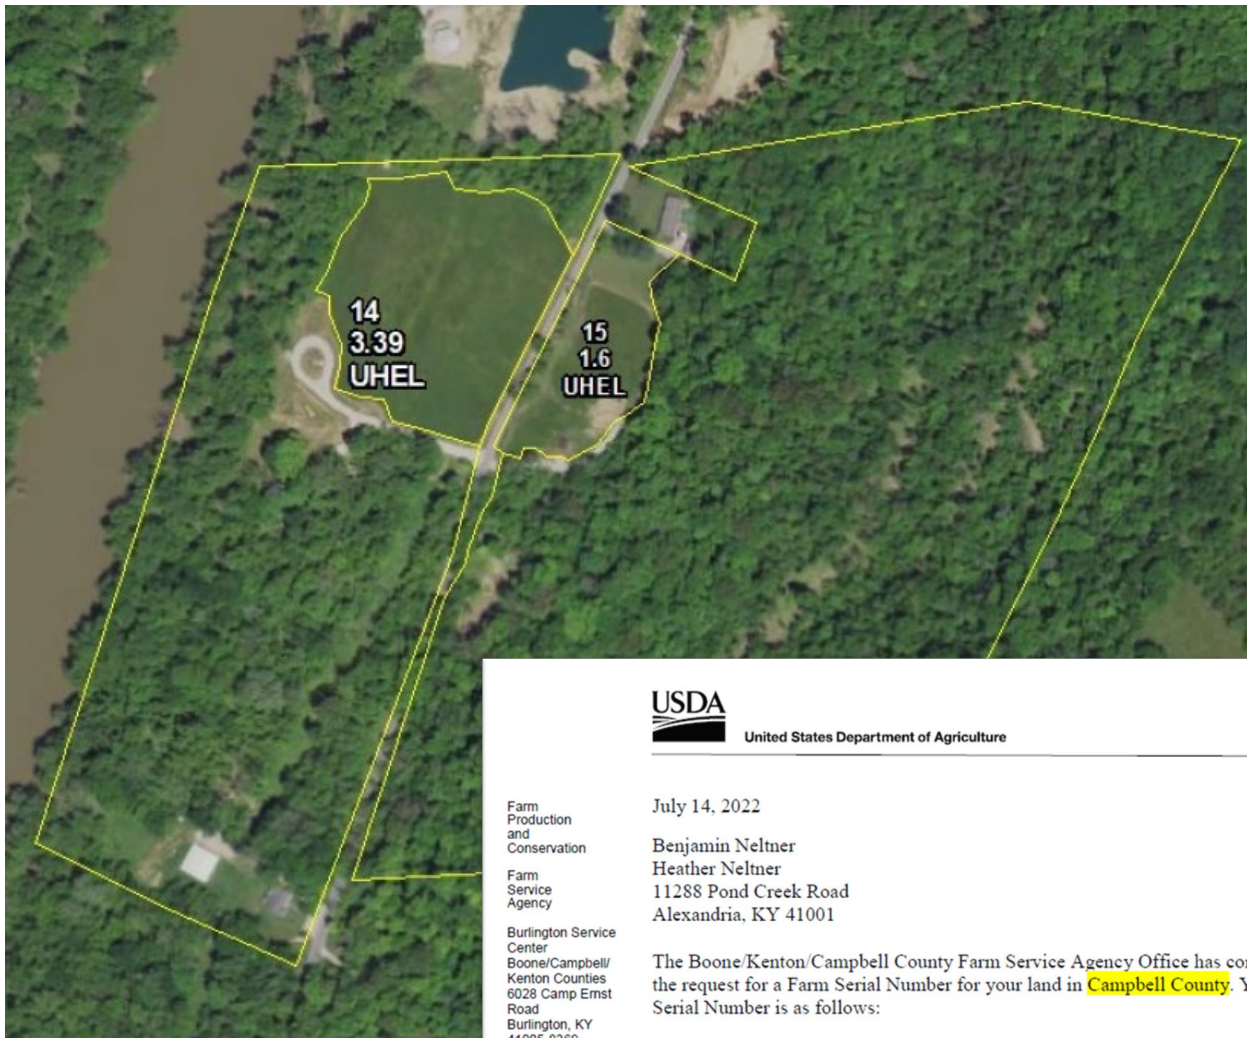 14
3.39
UHEL
15
1.6
UHEL
USDA
United States Department of Agriculture
Farm
Production
and
Conservation
Farm
Service
Agency
Burlington Service
Center
Boone/Campbell/
Kenton Counties
6028 Camp Ernst
Road
Burlington, KY
July 14, 2022
Benjamin Neltner
Heather Neltner
11288 Pond Creek Road
Alexandria, KY 41001
The Boone/Kenton/Campbell County Farm Service Agency Office has
the request for a Farm Serial Number for your land in Campbell County.
Serial Number is as follows: